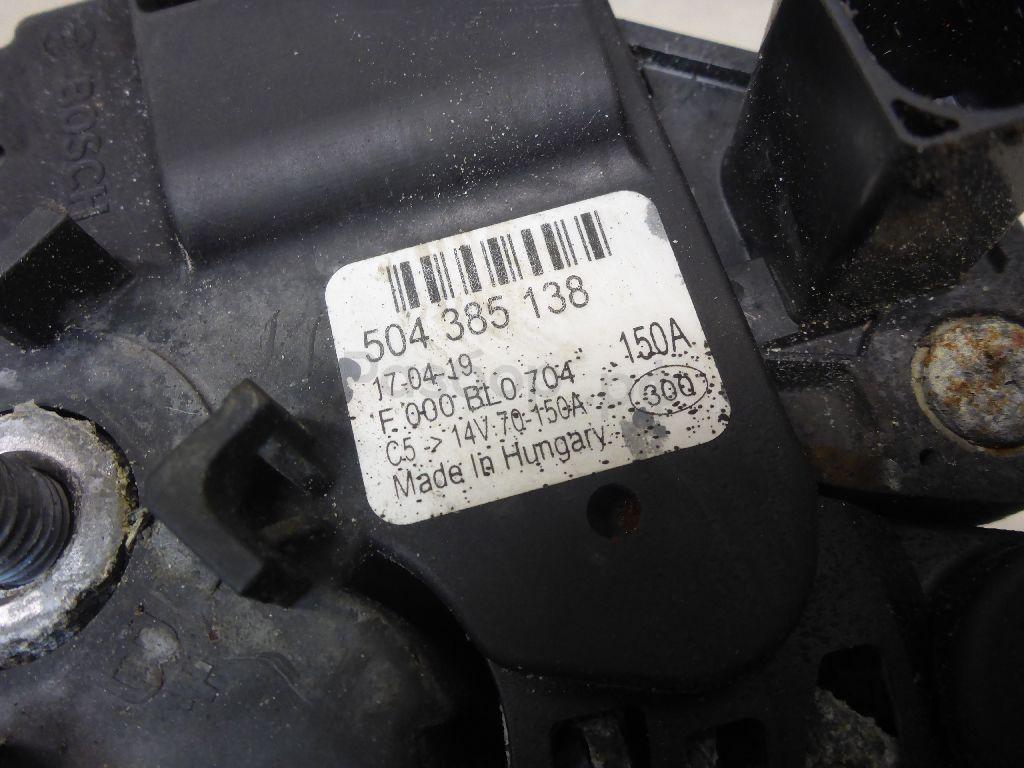 BOSCH
504 385 138
17-04-19 150A
F 000 BL0 704 300
C5 -> 14V 70-150A
Made In Hungary